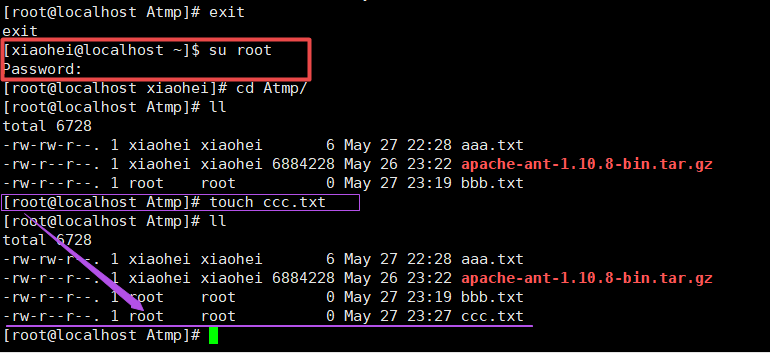 [root@localhost Atmp]# exit
exit
[xiaohei@localhost ~]$ su root
Password:
[root@localhost xiaohei]# cd Atmp/
[root@localhost Atmp]# ll
total 6728
-rw-rw-r--. 1 xiaohei xiaohei       6 May 27 22:28 aaa.txt
-rw-rw-r--. 1 xiaohei xiaohei 6884228 May 26 23:22 apache-ant-1.10.8-bin.tar.gz
-rw-r--r--. 1 root    root          0 May 27 23:19 bbb.txt
[root@localhost Atmp]# touch ccc.txt
[root@localhost Atmp]# ll
total 6728
-rw-rw-r--. 1 xiaohei xiaohei       6 May 27 22:28 aaa.txt
-rw-rw-r--. 1 xiaohei xiaohei 6884228 May 26 23:22 apache-ant-1.10.8-bin.tar.gz
-rw-r--r--. 1 root    root          0 May 27 23:19 bbb.txt
-rw-r--r--. 1 root    root          0 May 27 23:27 ccc.txt
[root@localhost Atmp]#